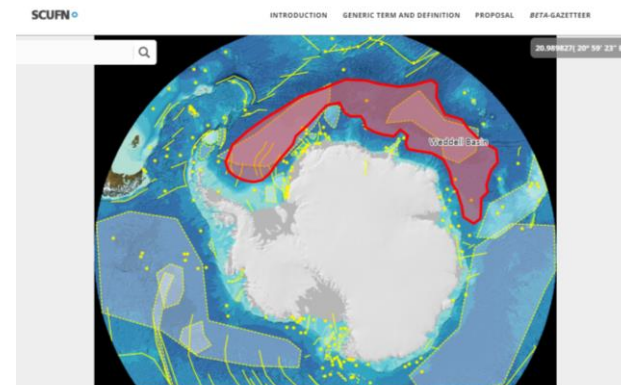 SCUFN
INTRODUCTION GENERIC TERM AND DEFINITION PROPOSAL BETA-GAZETTEER
20.989827( 20° 59' 23"
Weddell Basin